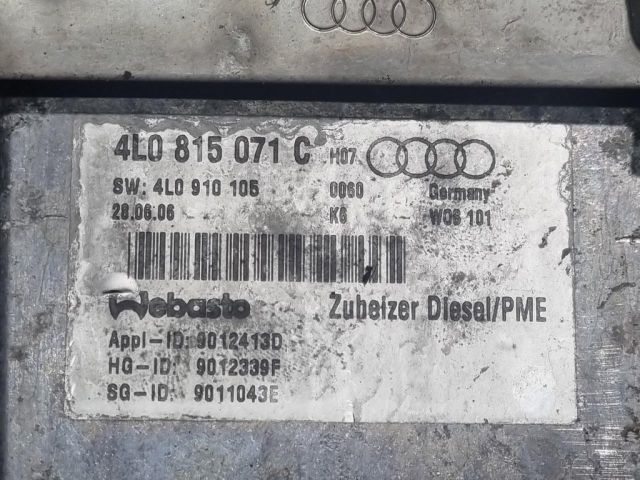 4L0 815 071 C H07
SW: 4L0 910 105 0060 Germany
28.06.06 K6 WOB 101
Webasto Zuheizer Diesel/PME
Appl-ID: 9012413D
HG-ID: 9012339F
SG-ID: 9011043E